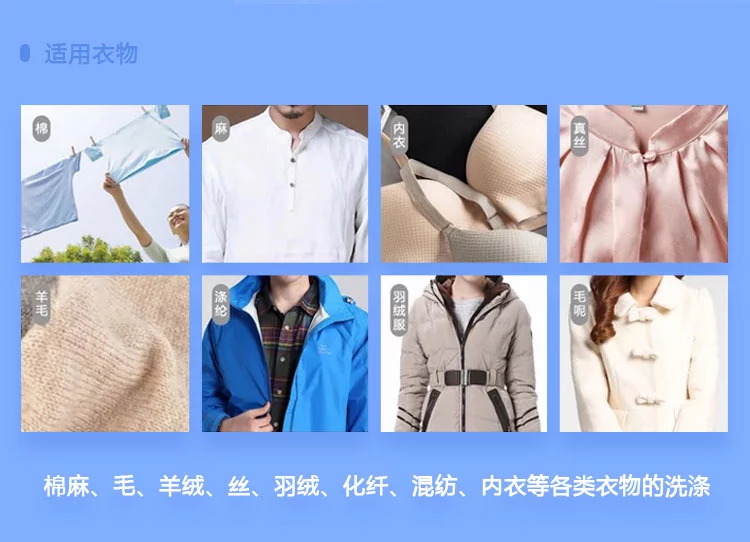 适用衣物
棉
麻
内衣
真丝
羊毛
涤纶
羽绒服
毛呢
棉麻、毛、羊绒、丝、羽绒、化纤、混纺、内衣等各类衣物的洗涤